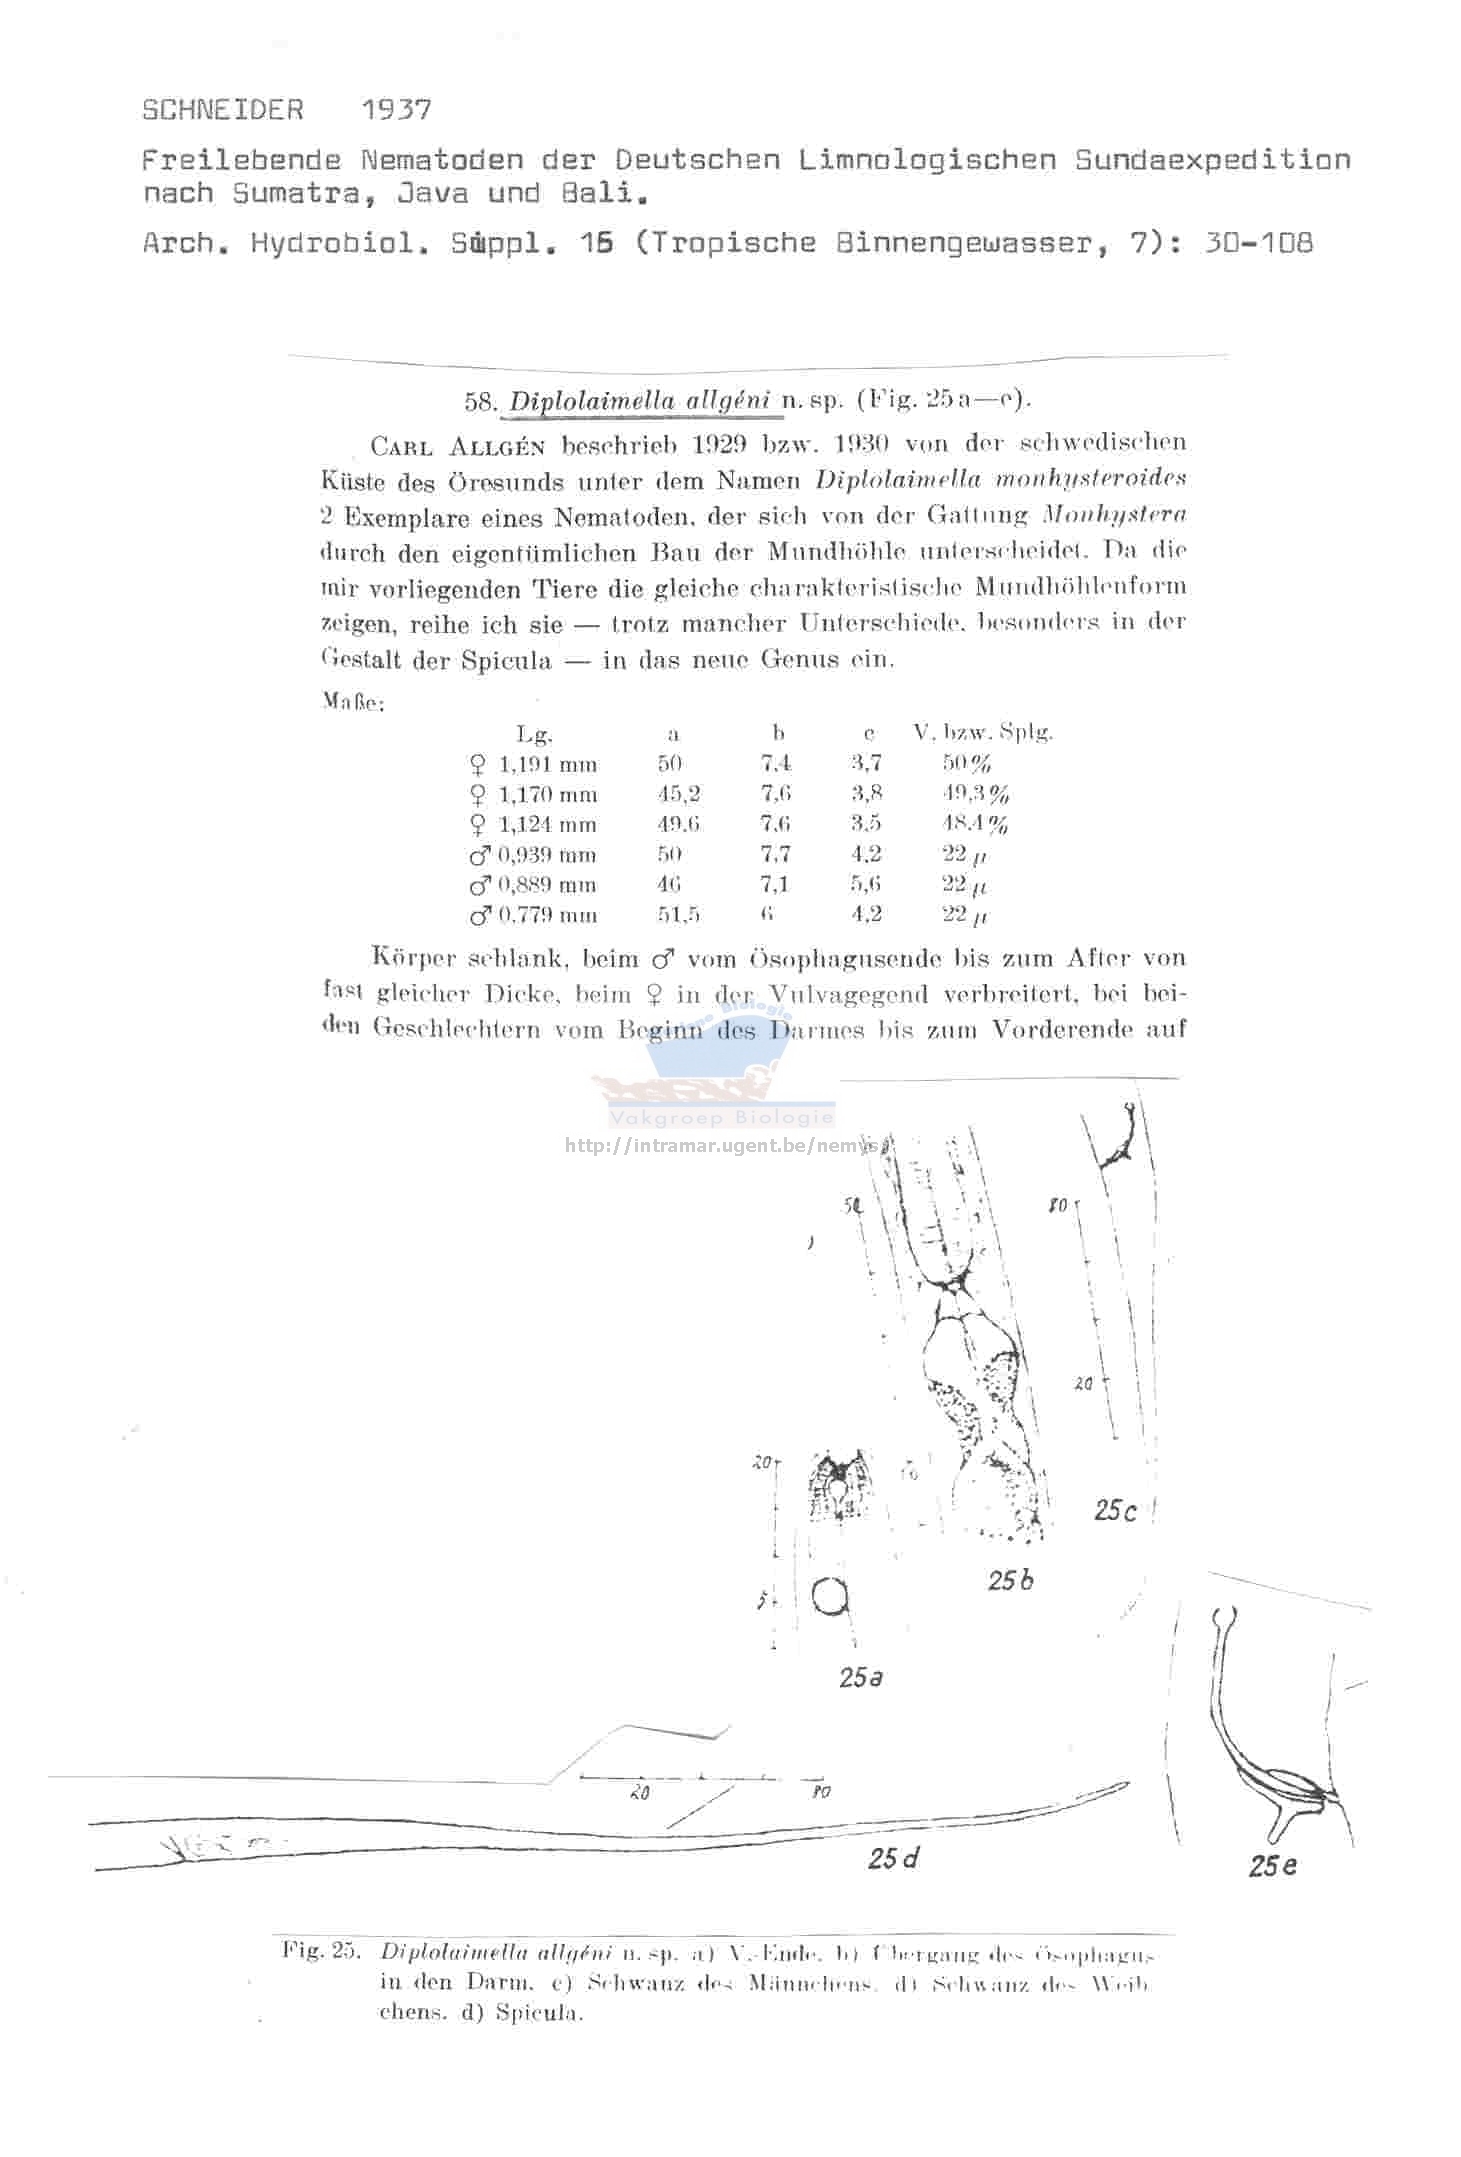 SCHNEIDER 1937
Freilebende Nematoden der Deutschen Limnologischen Sundaexpedition
nach Sumatra, Java und Bali.
Arch. Hydrobiol. Suppl. 15 (Tropische Binnengewasser, 7): 30-108
58. Diplolaimella allgéni n. sp. (Fig. 25 a—e).
CARL ALLGÉN beschrieb 1929 bzw. 1930 von der schwedischen
Küste des Öresunds unter dem Namen Diplolaimella monhysteroides
2 Exemplare eines Nematoden, der sich von der Gattung Monhystera
durch den eigentümlichen Bau der Mundhöhle unterscheidet. Da die
mir vorliegenden Tiere die gleiche charakteristische Mundhöhlenform
zeigen, reihe ich sie — trotz mancher Unterschiede, besonders in der
Gestalt der Spicula — in das neue Genus ein.
Maße:
Lg. a b c V. bzw. Splg.
♀ 1,191 mm 50 7,4 3,7 50 %
♀ 1,170 mm 45,2 7,6 3,8 49,3 %
♀ 1,124 mm 49,6 7,6 3,5 48,4 %
♂ 0,939 mm 50 7,7 4,2 22 µ
♂ 0,889 mm 46 7,1 5,6 22 µ
♂ 0,779 mm 51,5 6 4,2 22 µ
Körper schlank, beim ♂ vom Ösophagusende bis zum After von
fast gleicher Dicke, beim ♀ in der Vulvagegend verbreitert, bei bei-
den Geschlechtern vom Beginn des Darmes bis zum Vorderende auf
Biologie
Vakgroep Biologie
http://intramar.ugent.be/nemys
80
20
20
5
25c
25b
25a
20
80
25d
25e
Fig. 25. Diplolaimella allgéni n. sp. a) V.-Ende. b) Übergang des Ösophagus
in den Darm. c) Schwanz des Männchens. d) Schwanz des Weib
chens. d) Spicula.